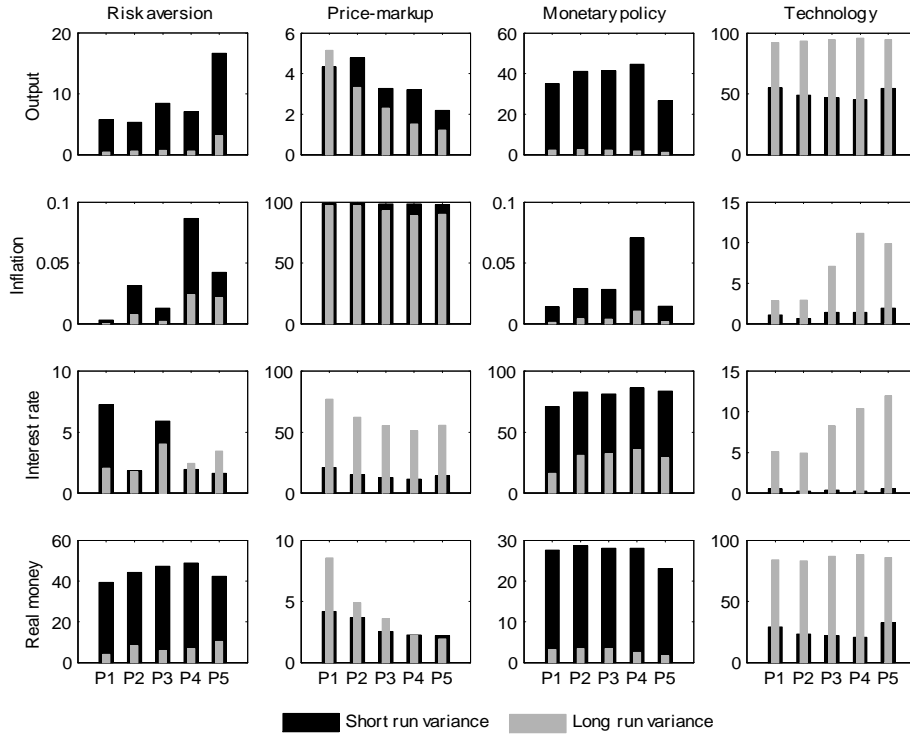 Risk aversion Price-markup Monetary policy Technology
Output
20 10 0
6 4 2 0
60 40 20 0
100 50 0
Inflation
0.1 0.05 0
100 50 0
0.1 0.05 0
15 10 5 0
Interest rate
10 5 0
100 50 0
100 50 0
15 10 5 0
Real money
60 40 20 0
10 5 0
30 20 10 0
100 50 0
P1 P2 P3 P4 P5 P1 P2 P3 P4 P5 P1 P2 P3 P4 P5 P1 P2 P3 P4 P5
Short run variance Long run variance